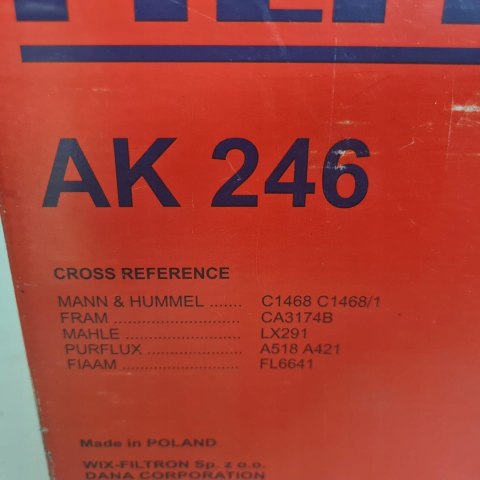 AK 246
CROSS REFERENCE
MANN & HUMMEL ....... C1468 C1468/1
FRAM ............................ CA3174B
MAHLE ......................... LX291
PURFLUX ..................... A518 A421
FIAAM ......................... FL6641
Made in POLAND
WIX-FILTRON Sp. z o.o.
DANA CORPORATION